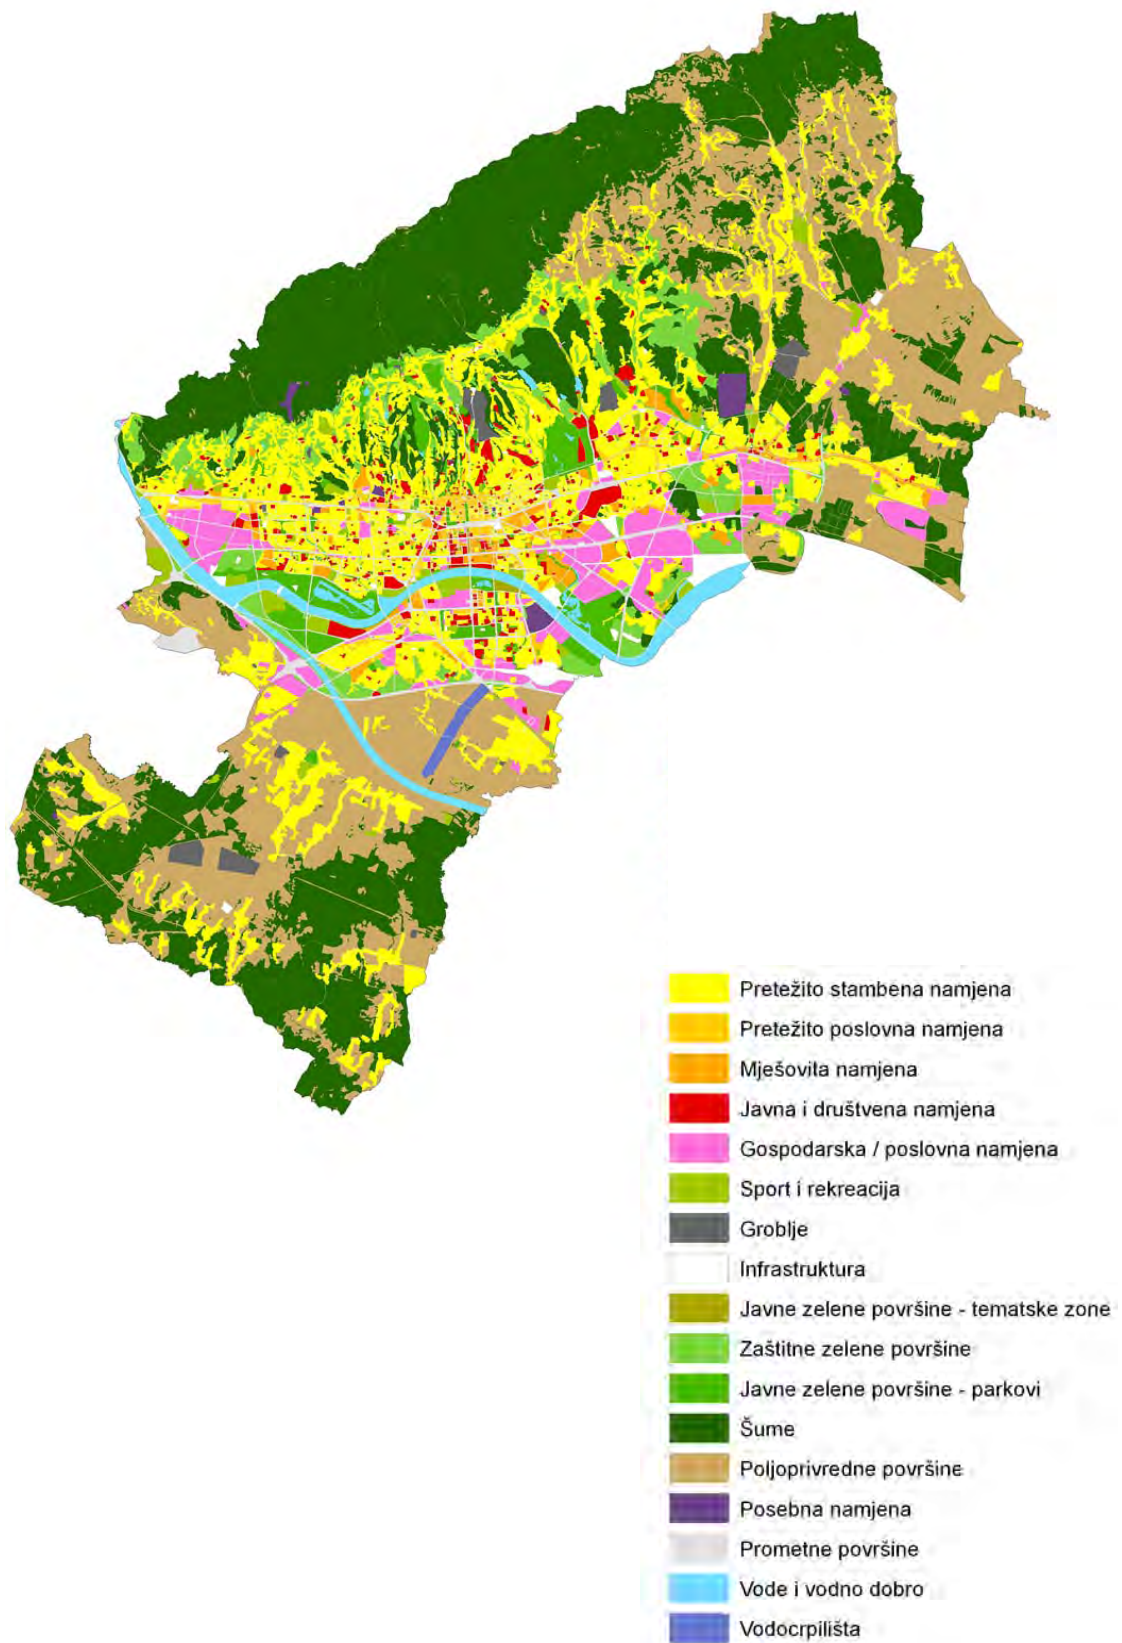 Pretežito stambena namjena
Pretežito poslovna namjena
Mješovita namjena
Javna i društvena namjena
Gospodarska / poslovna namjena
Sport i rekreacija
Groblje
Infrastruktura
Javne zelene površine - tematske zone
Zaštitne zelene površine
Javne zelene površine - parkovi
Šume
Poljoprivredne površine
Posebna namjena
Prometne površine
Vode i vodno dobro
Vodocrpilišta